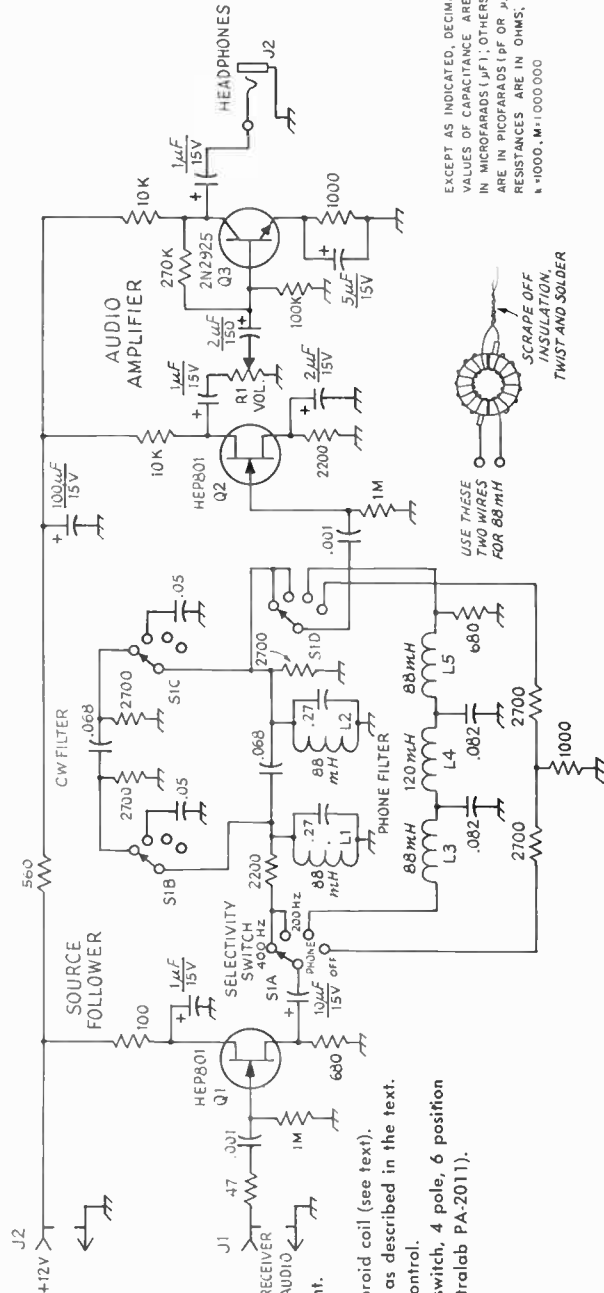 +12V
J2
560
100µF
15V
+
SOURCE
FOLLOWER
100
1µF
15V
+
HEP801
Q1
47
.001
1M
680
J1
RECEIVER
AUDIO
10µF
15V
+
SELECTIVITY
SWITCH
400 Hz
200Hz
PHONE
OFF
S1A
2200
S1B
.05
2700
CW FILTER
.068
2700
S1C
.05
.068
88
mH
.27
L1
88
mH
.27
L2
2700
S1D
PHONE FILTER
88mH
L3
.082
120mH
L4
.082
88mH
L5
680
2700
2700
1000
.001
1M
HEP801
Q2
10K
2200
2µF
15V
+
1µF
15V
+
R1
VOL.
AUDIO
AMPLIFIER
2µF
150
+
270K
100K
2N2925
Q3
10K
5µF
15V
+
1000
1µF
15V
+
HEADPHONES
J2
USE THESE
TWO WIRES
FOR 88mH
SCRAPE OFF
INSULATION,
TWIST AND SOLDER
EXCEPT AS INDICATED, DECIM
VALUES OF CAPACITANCE ARE
IN MICROFARADS (µF); OTHERS
ARE IN PICOFARADS (pF OR µ
RESISTANCES ARE IN OHMS;
k=1000, M=1000000
nt.
roid coil (see text).
as described in the text.
ontrol.
switch, 4 pole, 6 position
tralab PA-2011).